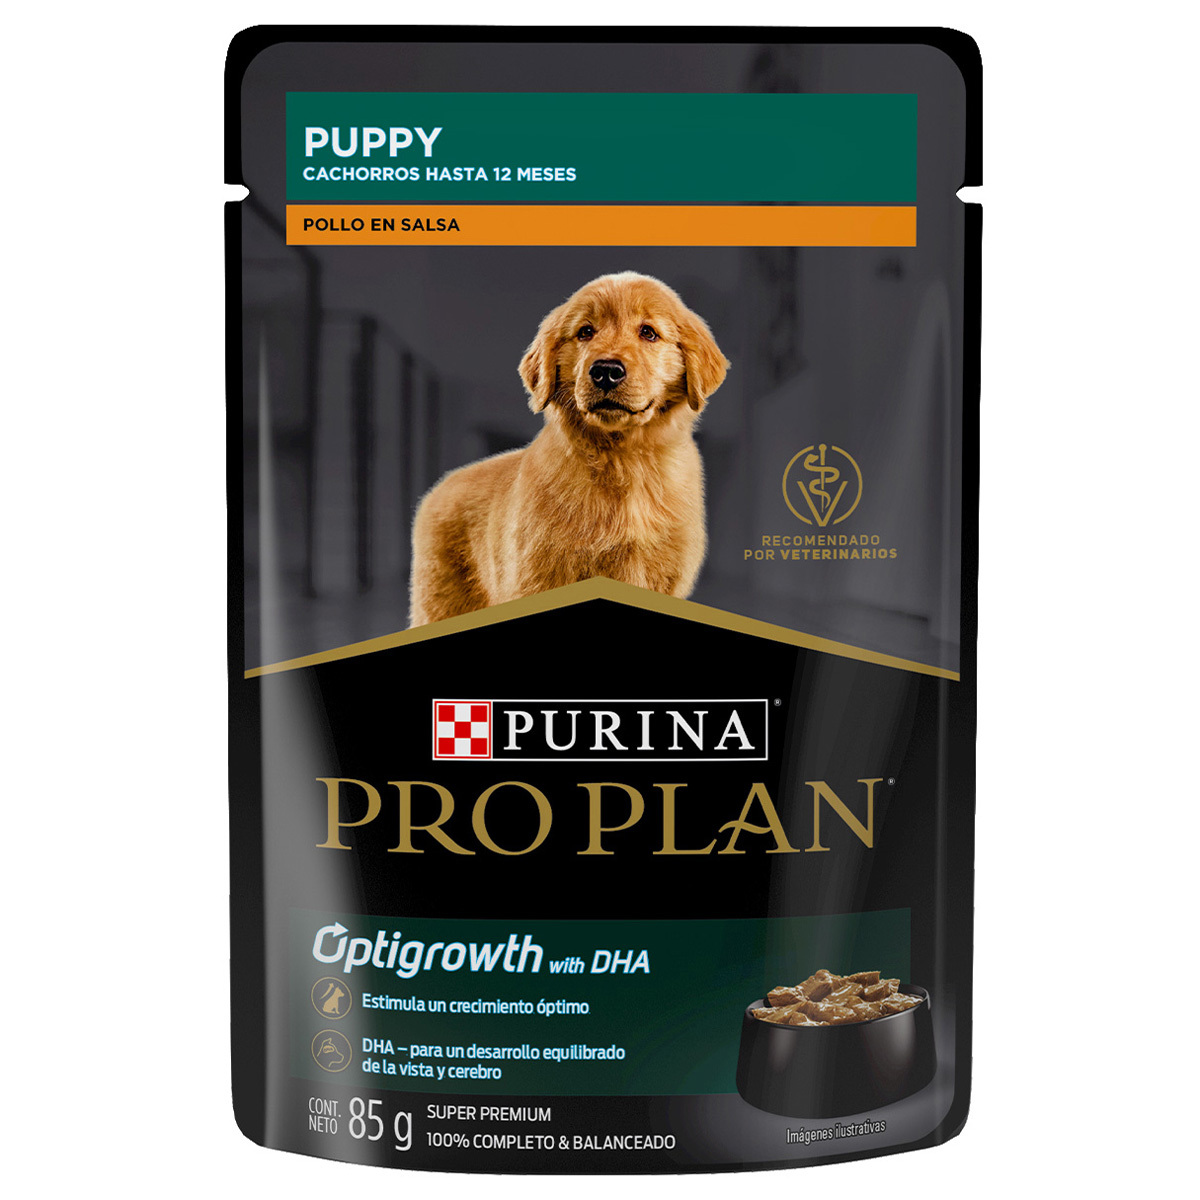 PUPPY
CACHORROS HASTA 12 MESES
POLLO EN SALSA
RECOMENDADO
POR VETERINARIOS
PURINA®
PRO PLAN®
Optigrowth with DHA
Estimula un crecimiento óptimo
DHA – para un desarrollo equilibrado
de la vista y cerebro
CONT.
NETO 85 g
SUPER PREMIUM
100% COMPLETO & BALANCEADO
Imágenes ilustrativas